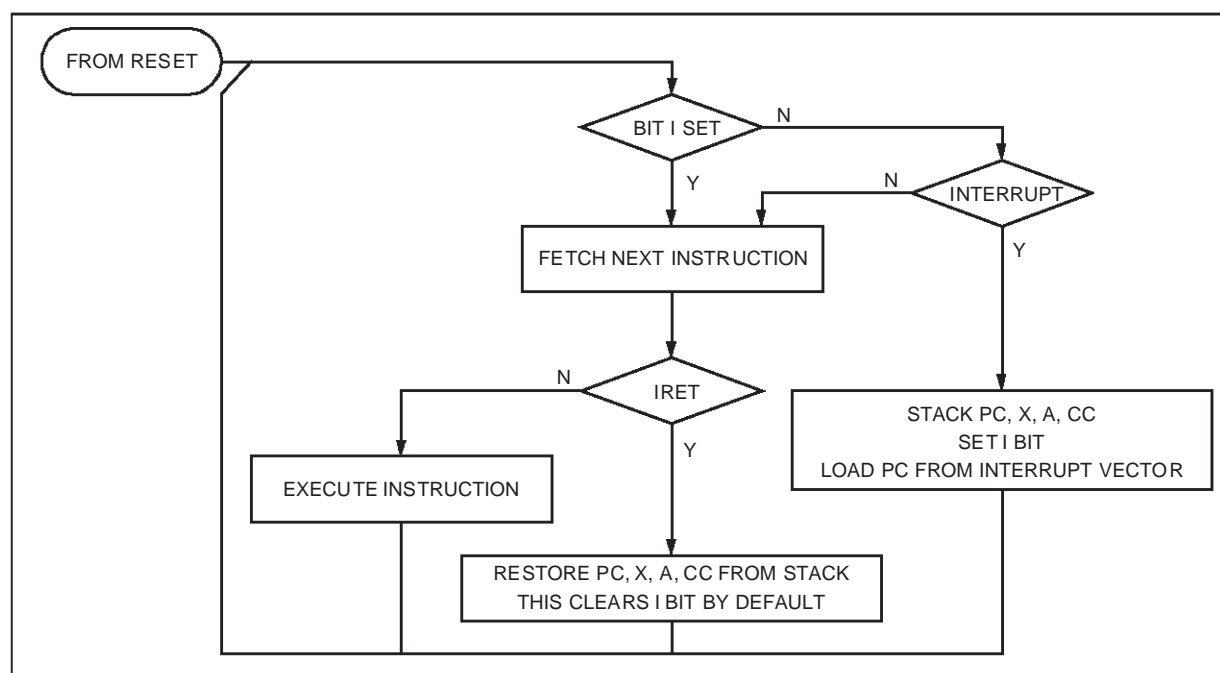 FROM RESET
BIT I SET
N
Y
INTERRUPT
N
Y
FETCH NEXT INSTRUCTION
IRET
N
Y
STACK PC, X, A, CC
SET I BIT
LOAD PC FROM INTERRUPT VECTOR
EXECUTE INSTRUCTION
RESTORE PC, X, A, CC FROM STACK
THIS CLEARS I BIT BY DEFAULT